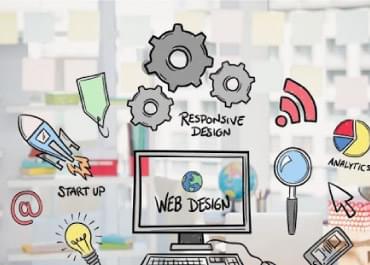 RESPONSIVE
DESIGN
ANALYTICS
START UP
@
WEB DESIGN